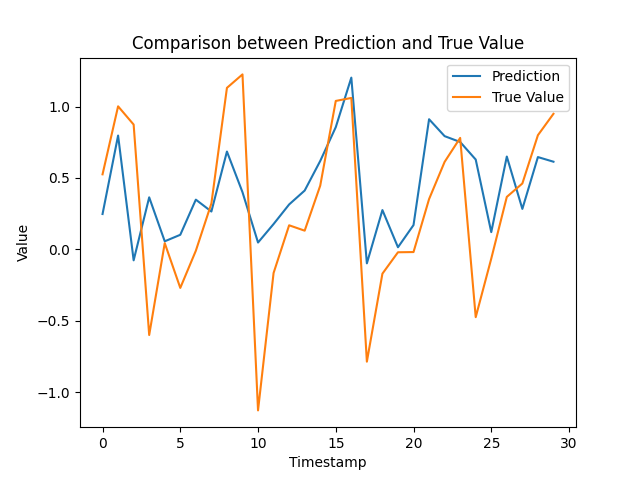 Comparison between Prediction and True Value
Prediction
True Value
1.0
0.5
0.0
−0.5
−1.0
Value
0 5 10 15 20 25 30
Timestamp